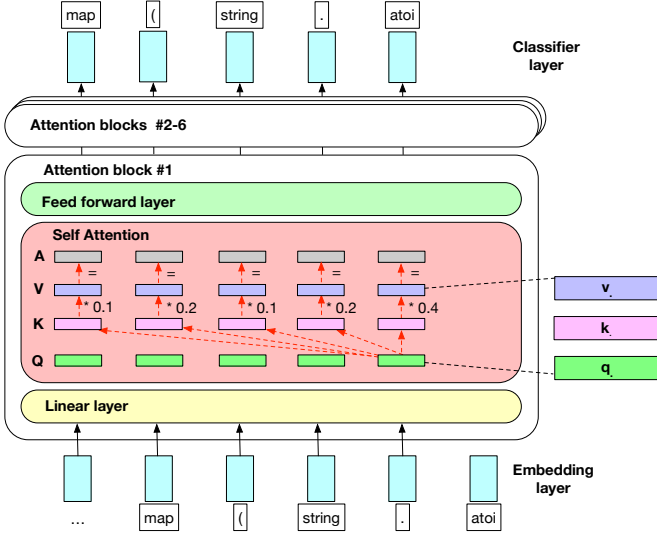 map ( string . atoi
Classifier
layer
Attention blocks #2-6
Attention block #1
Feed forward layer
Self Attention
A
= = = = =
V
* 0.1 * 0.2 * 0.1 * 0.2 * 0.4
K
Q
v.
k.
q.
Linear layer
Embedding
layer
... map ( string . atoi